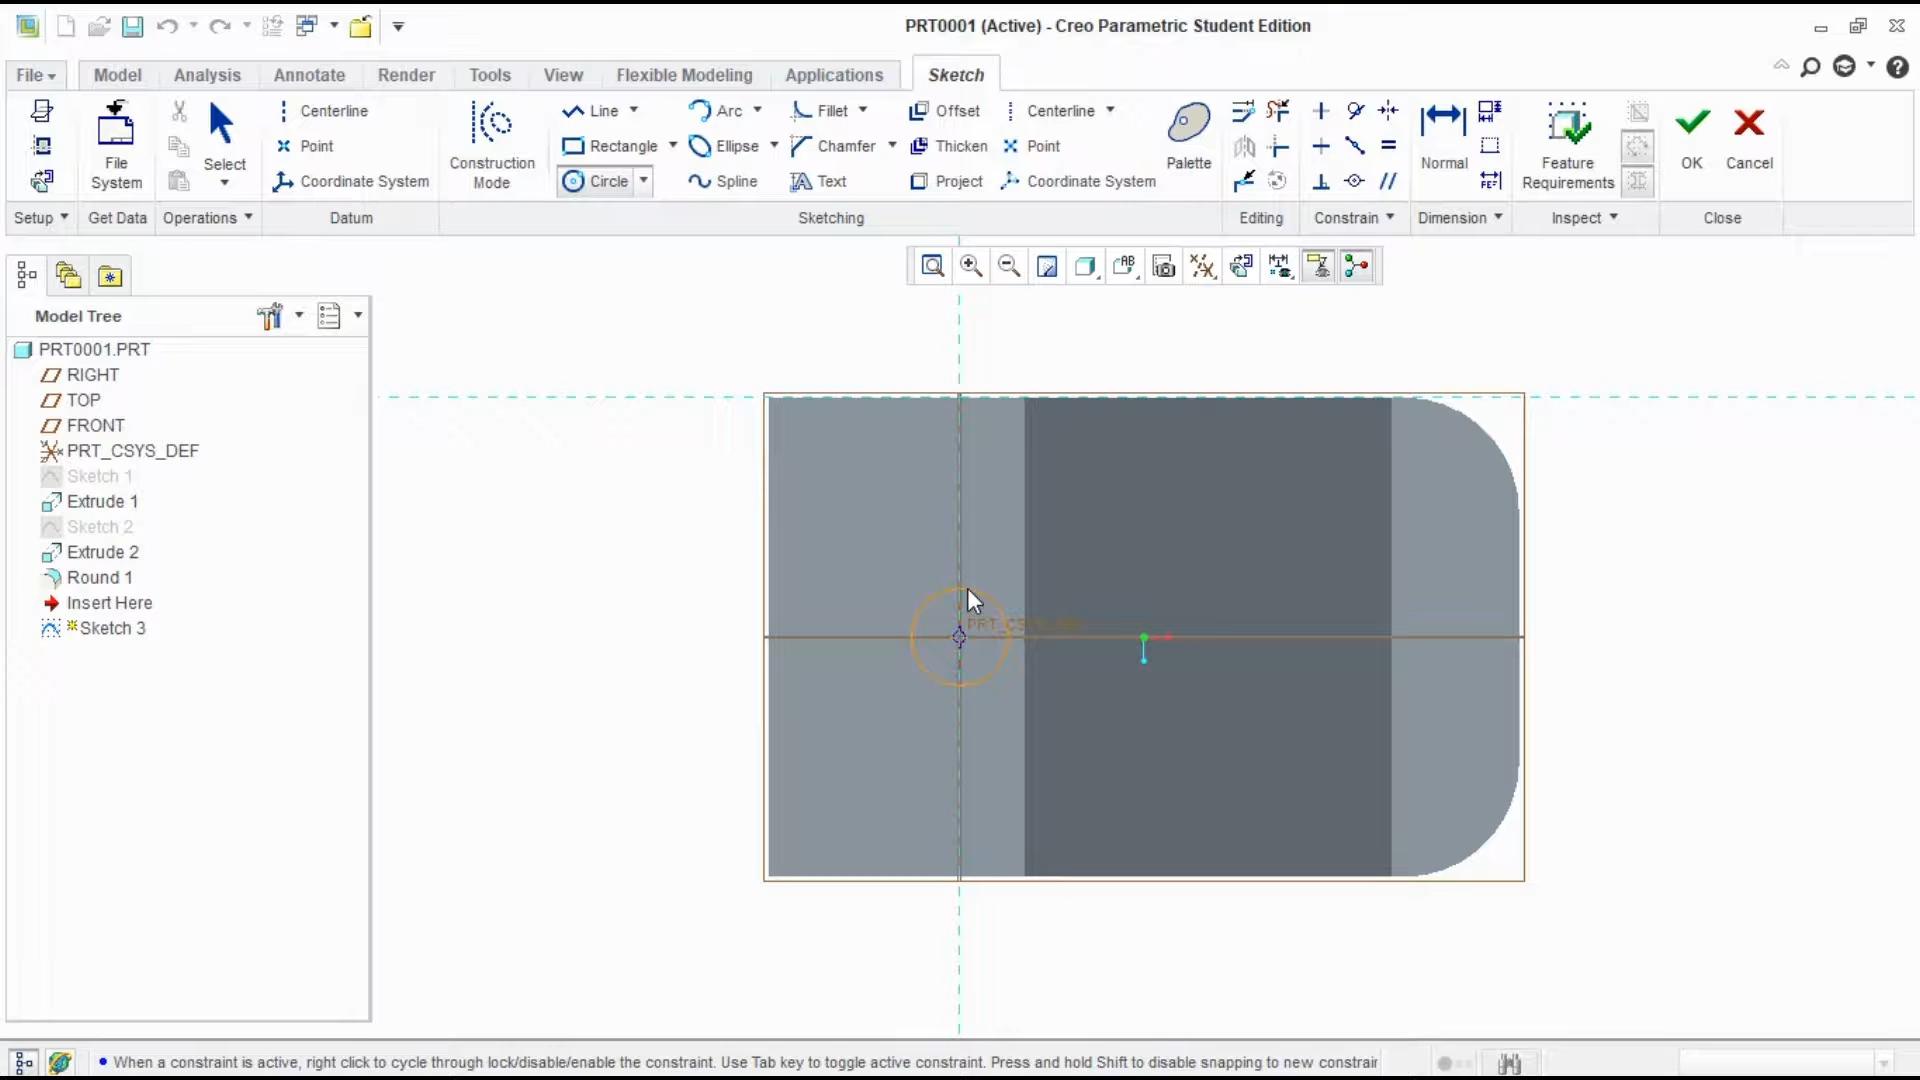 PRT0001 (Active) - Creo Parametric Student Edition
File Model Analysis Annotate Render Tools View Flexible Modeling Applications Sketch
Centerline Line Arc Fillet Offset Centerline
Point Rectangle Ellipse Chamfer Thicken Point
Coordinate System Circle Spline Text Project Coordinate System
File System
Select
Construction Mode
Palette
Normal
Feature Requirements
OK
Cancel
Setup Get Data Operations Datum Sketching Editing Constrain Dimension Inspect Close
AB
Model Tree
PRT0001.PRT
RIGHT
TOP
FRONT
PRT_CSYS_DEF
Sketch 1
Extrude 1
Sketch 2
Extrude 2
Round 1
Insert Here
Sketch 3
When a constraint is active, right click to cycle through lock/disable/enable the constraint. Use Tab key to toggle active constraint. Press and hold Shift to disable snapping to new constrair